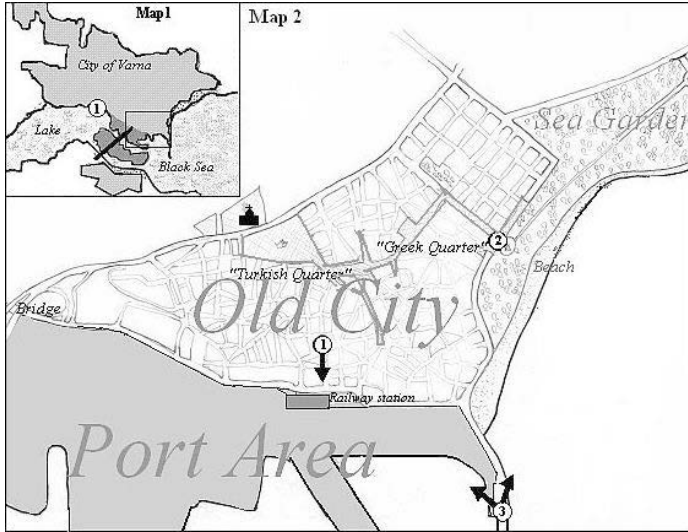 Map1
Map 2
City of Varna
1
Lake
Black Sea
Sea Garden
"Greek Quarter"
2
"Turkish Quarter"
Beach
Old City
Bridge
1
Railway station
Port Area
3